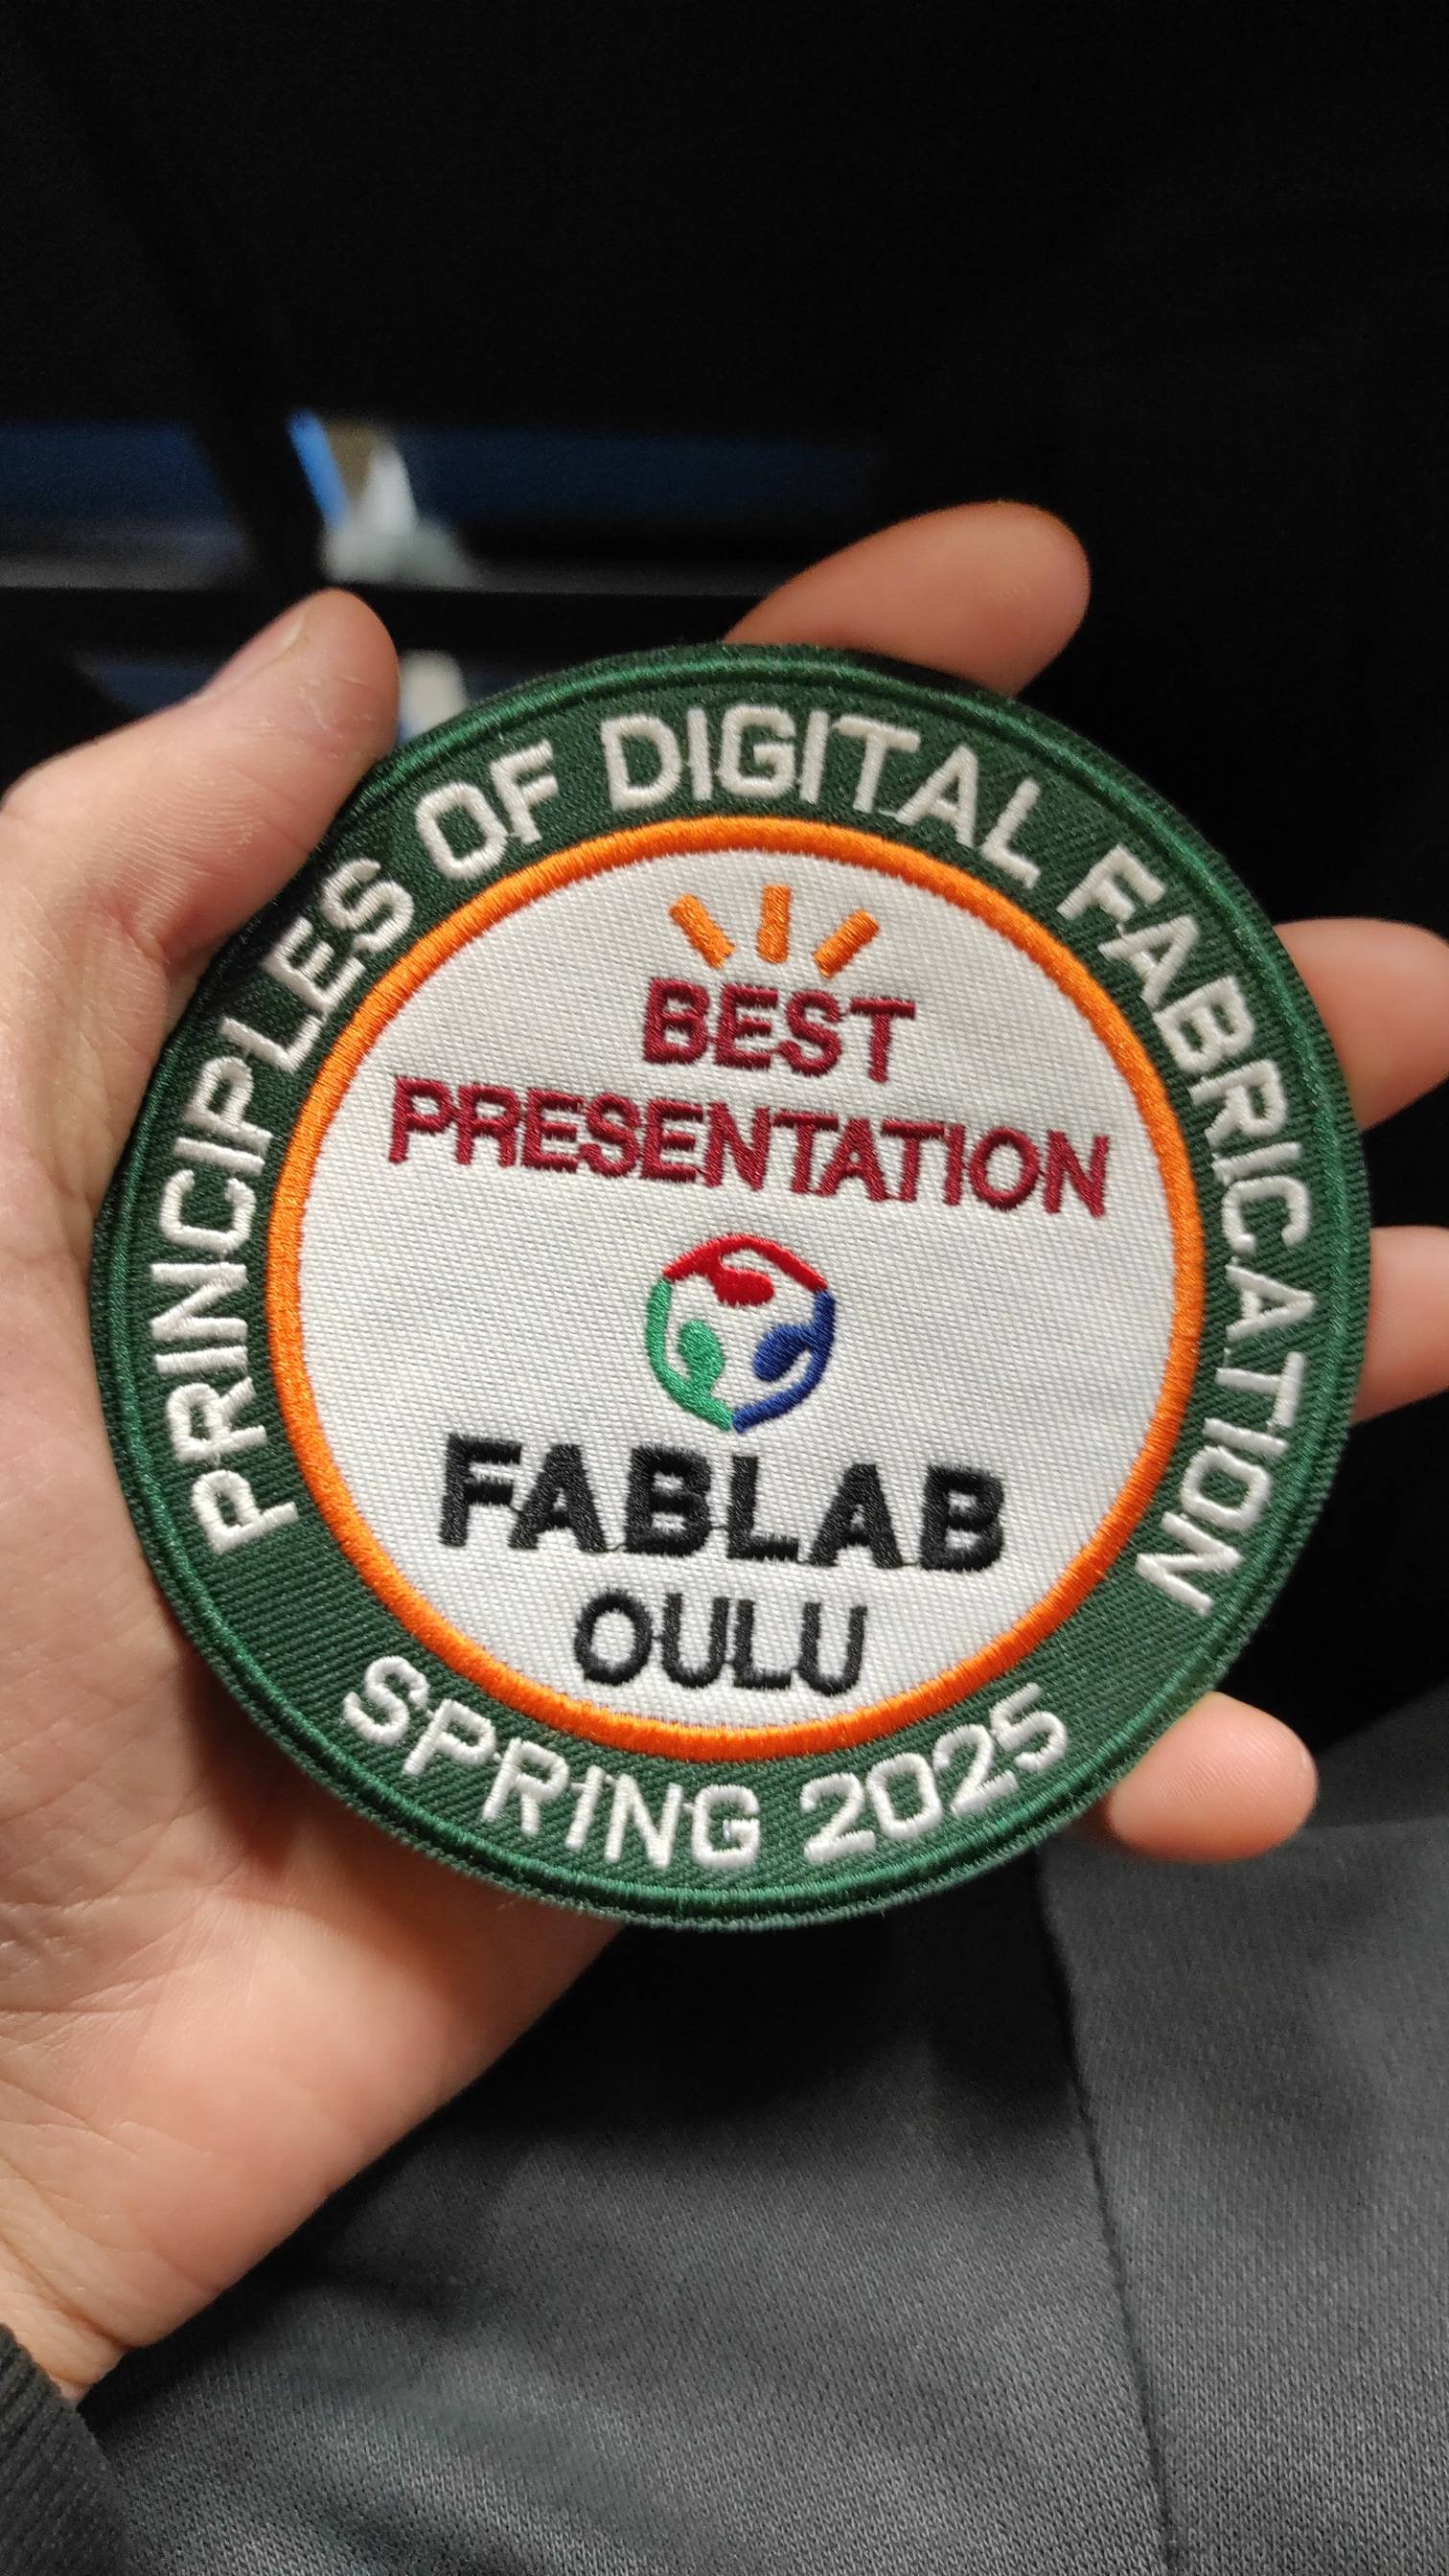 PRINCIPLES OF DIGITAL FABRICATION
BEST
PRESENTATION
FABLAB
OULU
SPRING 2025